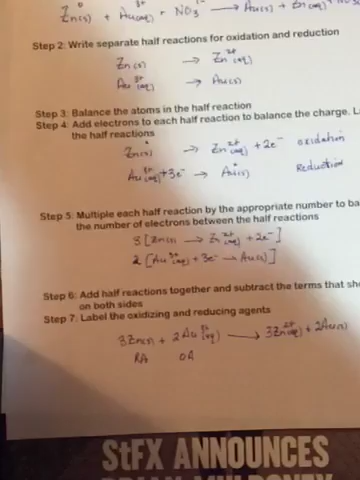 Zn(s) + Au³⁺(aq) + NO₃⁻ → Au(s) + Zn(aq) +
Step 2: Write separate half reactions for oxidation and reduction
Zn(s) → Zn²⁺(aq)
Au³⁺(aq) → Au(s)
Step 3: Balance the atoms in the half reaction
Step 4: Add electrons to each half reaction to balance the charge.
the half reactions
Zn(s) → Zn²⁺(aq) + 2e⁻ oxidation
Au³⁺(aq) + 3e⁻ → Au(s) Reduction
Step 5: Multiple each half reaction by the appropriate number to
the number of electrons between the half reactions
3 [Zn(s) → Zn²⁺(aq) + 2e⁻]
2 [Au³⁺(aq) + 3e⁻ → Au(s)]
Step 6: Add half reactions together and subtract the terms that
on both sides
Step 7: Label the oxidizing and reducing agents
3Zn(s) + 2Au³⁺(aq) → 3Zn²⁺(aq) + 2Au(s)
RA OA
StFX ANNOUNCES
BRIAN MULRONEY